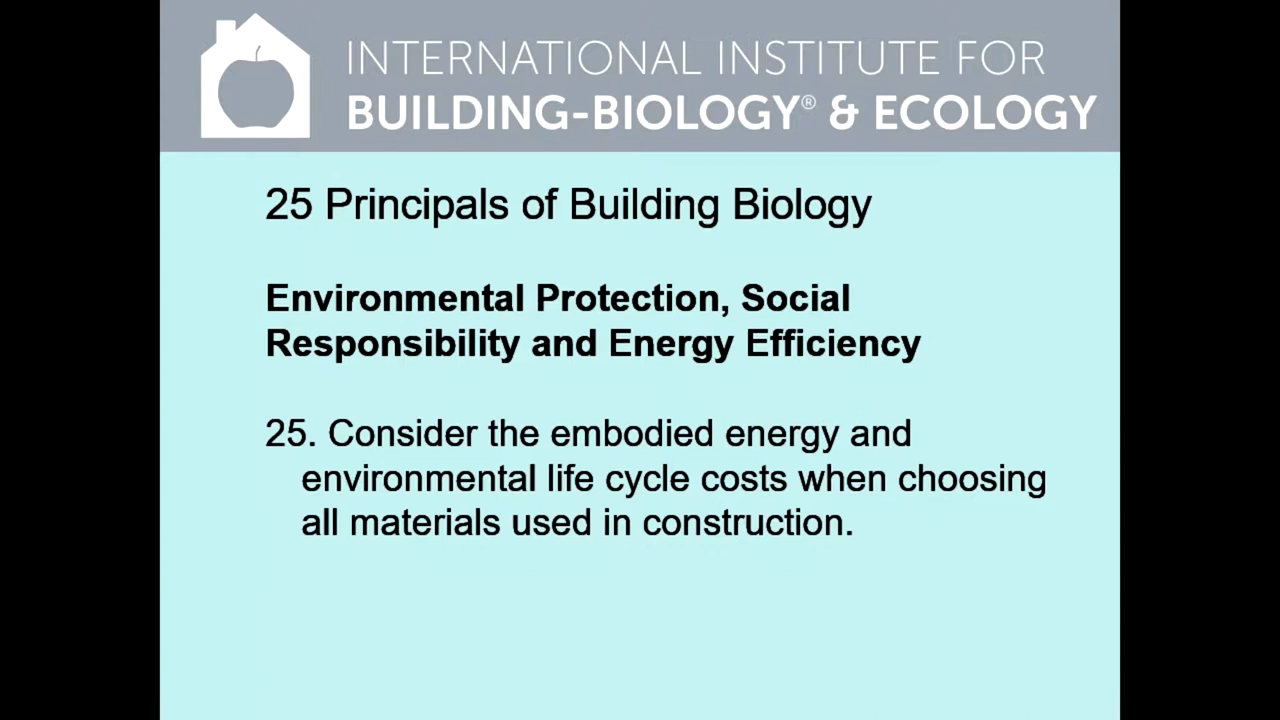 INTERNATIONAL INSTITUTE FOR
BUILDING-BIOLOGY® & ECOLOGY
25 Principals of Building Biology
Environmental Protection, Social
Responsibility and Energy Efficiency
25. Consider the embodied energy and
environmental life cycle costs when choosing
all materials used in construction.